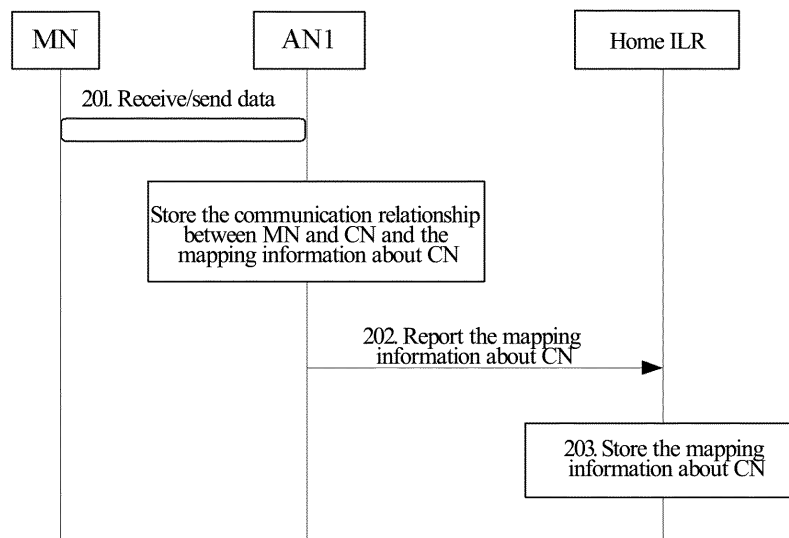 MN
AN1
Home ILR
201. Receive/send data
Store the communication relationship
between MN and CN and the
mapping information about CN
202. Report the mapping
information about CN
203. Store the mapping
information about CN